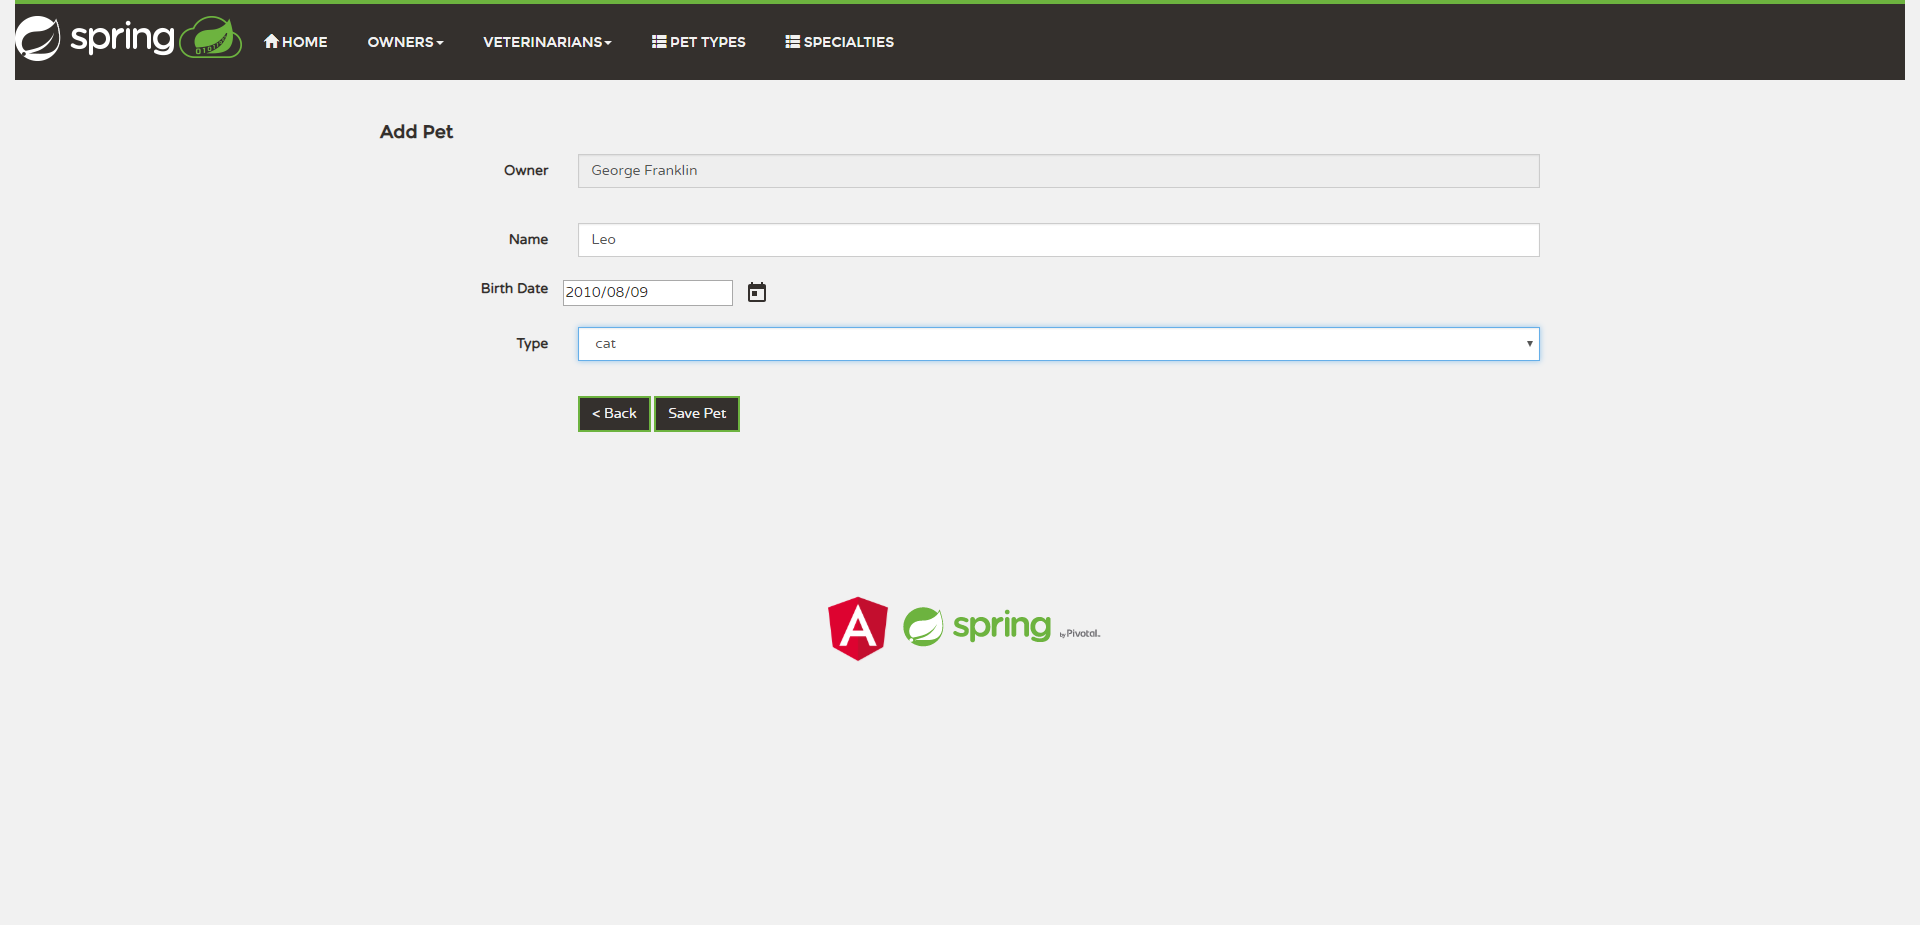 spring HOME OWNERS VETERINARIANS PET TYPES SPECIALTIES
Add Pet
Owner George Franklin
Name Leo
Birth Date 2010/08/09
Type cat
< Back Save Pet
A spring by Pivotal.